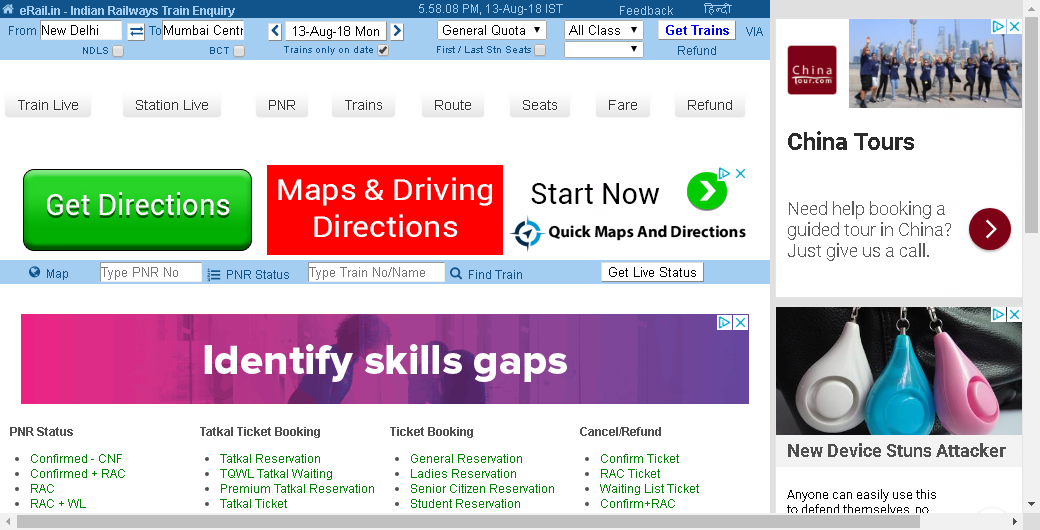 eRail.in - Indian Railways Train Enquiry 5.58.08 PM, 13-Aug-18 IST Feedback हिन्दी
From New Delhi To Mumbai Centr 13-Aug-18 Mon General Quota All Class Get Trains VIA
NDLS BCT Trains only on date First / Last Stn Seats Refund
Train Live Station Live PNR Trains Route Seats Fare Refund
Get Directions
Maps & Driving
Directions
Start Now
Quick Maps And Directions
Map Type PNR No PNR Status Type Train No/Name Find Train Get Live Status
Identify skills gaps
PNR Status
Confirmed - CNF
Confirmed + RAC
RAC
RAC + WL
Tatkal Ticket Booking
Tatkal Reservation
TQWL Tatkal Waiting
Premium Tatkal Reservation
Tatkal Ticket
Ticket Booking
General Reservation
Ladies Reservation
Senior Citizen Reservation
Student Reservation
Cancel/Refund
Confirm Ticket
RAC Ticket
Waiting List Ticket
Confirm+RAC
China
Tour.com
China Tours
Need help booking a
guided tour in China?
Just give us a call.
New Device Stuns Attacker
Anyone can easily use this
to defend themselves, no